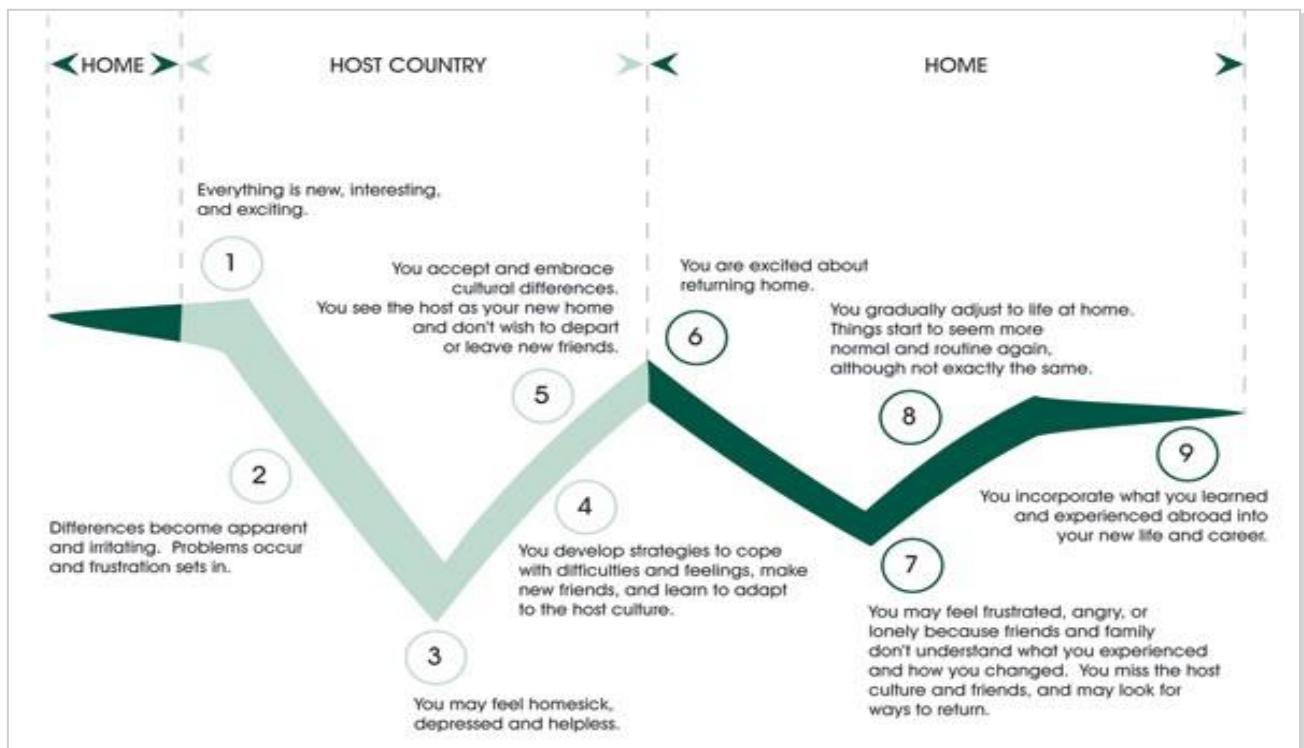 HOME
HOST COUNTRY
HOME
Everything is new, interesting,
and exciting.
1
2
Differences become apparent
and irritating. Problems occur
and frustration sets in.
3
You may feel homesick,
depressed and helpless.
4
You develop strategies to cope
with difficulties and feelings, make
new friends, and learn to adapt
to the host culture.
You accept and embrace
cultural differences.
You see the host as your new home
and don't wish to depart
or leave new friends.
5
You are excited about
returning home.
6
7
You may feel frustrated, angry, or
lonely because friends and family
don't understand what you experienced
and how you changed. You miss the host
culture and friends, and may look for
ways to return.
You gradually adjust to life at home.
Things start to seem more
normal and routine again,
although not exactly the same.
8
9
You incorporate what you learned
and experienced abroad into
your new life and career.